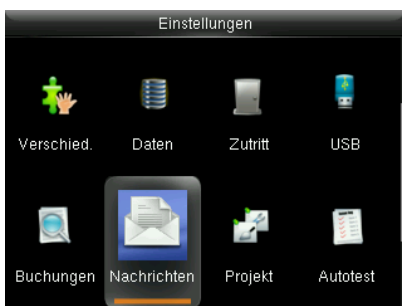 Einstellungen
Verschied. Daten Zutritt USB
Buchungen Nachrichten Projekt Autotest